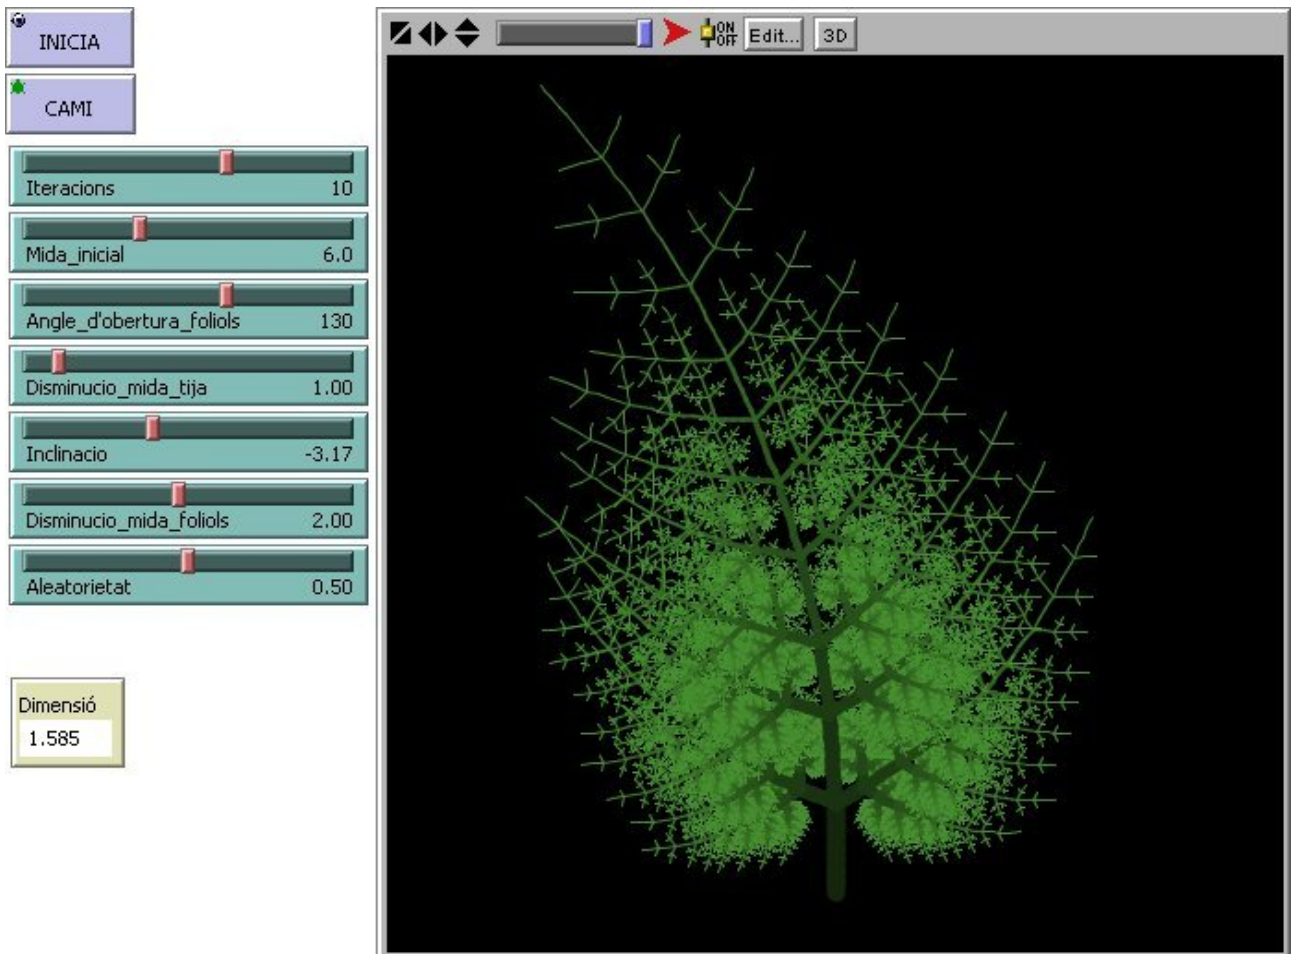 INICIA
CAMI
Iteracions 10
Mida_inicial 6.0
Angle_d'obertura_foliols 130
Disminucio_mida_tija 1.00
Inclinacio -3.17
Disminucio_mida_foliols 2.00
Aleatorietat 0.50
Dimensió
1.585
ON
OFF
Edit...
3D